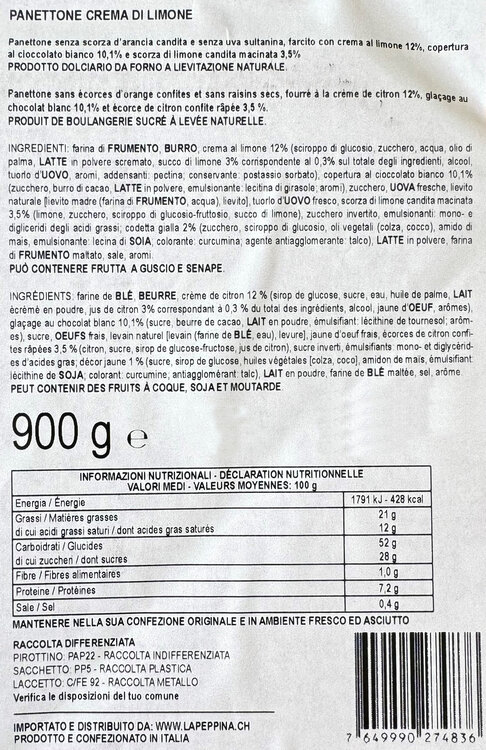 PANETTONE CREMA DI LIMONE
Panettone senza scorza d'arancia candita e senza uva sultanina, farcito con crema al limone 12%, copertura
al cioccolato bianco 10,1% e scorza di limone candita macinata 3,5%
PRODOTTO DOLCIARIO DA FORNO A LIEVITAZIONE NATURALE.
Panettone sans écorces d'orange confites et sans raisins secs, fourré à la crème de citron 12%, glaçage au
chocolat blanc 10,1% et écorce de citron confite râpée 3,5 %.
PRODUIT DE BOULANGERIE SUCRÉ À LEVÉE NATURELLE.
INGREDIENTI: farina di FRUMENTO, BURRO, crema al limone 12% (sciroppo di glucosio, zucchero, acqua, olio di
palma, LATTE in polvere scremato, succo di limone 3% corrispondente al 0,3% sul totale degli ingredienti, alcool,
tuorlo d'UOVO, aromi, addensanti: pectina; conservante: postassio sorbato), copertura al cioccolato bianco 10,1%
(zucchero, burro di cacao, LATTE in polvere, emulsionante: lecitina di girasole; aromi), zucchero, UOVA fresche, lievito
naturale [lievito madre (farina di FRUMENTO, acqua), lievito], tuorlo d'UOVO fresco, scorza di limone candita macinata
3,5% (limone, zucchero, sciroppo di glucosio-fruttosio, succo di limone), zucchero invertito, emulsionanti: mono- e
digliceridi degli acidi grassi; codetta gialla 2% (zucchero, sciroppo di glucosio, oli vegetali (colza, cocco), amido di
mais, emulsionante: lecina di SOIA; colorante: curcumina; agente antiagglomerante: talco), LATTE in polvere, farina
di FRUMENTO maltato, sale, aromi.
PUÓ CONTENERE FRUTTA A GUSCIO E SENAPE.
INGRÉDIENTS: farine de BLÉ, BEURRE, crème de citron 12 % (sirop de glucose, sucre, eau, huile de palme, LAIT
écrémé en poudre, jus de citron 3% correspondant à 0,3 % du total des ingrédients, alcool, jaune d'OEUF, arômes),
glaçage au chocolat blanc 10,1% (sucre, beurre de cacao, LAIT en poudre, émulsifiant: lécithine de tournesol; arôm-
es), sucre, OEUFS frais, levain naturel [levain (farine de BLÉ, eau), levure], jaune d'oeuf frais, écorces de citron confi-
tes râpées 3,5 % (citron, sucre, sirop de glucose-fructose, jus de citron), sucre inverti, émulsifiants: mono- et diglycérid-
es d'acides gras; décor jaune 1 % (sucre, sirop de glucose, huiles végétales [colza, coco], amidon de mais, émulsifiant:
lécithine de SOJA; colorant: curcumine; antiagglomérant: talc), LAIT en poudre, farine de BLÉ maltée, sel, arôme.
PEUT CONTENIR DES FRUITS À COQUE, SOJA ET MOUTARDE.
900 g e
INFORMAZIONI NUTRIZIONALI - DÉCLARATION NUTRITIONNELLE
VALORI MEDI - VALEURS MOYENNES: 100 g
Energia / Énergie 1791 kJ - 428 kcal
Grassi / Matières grasses 21 g
di cui acidi grassi saturi / dont acides gras saturés 12 g
Carboidrati / Glucides 52 g
di cui zuccheri / dont sucres 28 g
Fibre / Fibres alimentaires 1,0 g
Proteine / Protéines 7,2 g
Sale / Sel 0,4 g
MANTENERE NELLA SUA CONFEZIONE ORIGINALE E IN AMBIENTE FRESCO ED ASCIUTTO
RACCOLTA DIFFERENZIATA
PIROTTINO: PAP22 - RACCOLTA INDIFFERENZIATA
SACCHETTO: PP5 - RACCOLTA PLASTICA
LACCETTO: C/FE 92 - RACCOLTA METALLO
Verifica le disposizioni del tuo comune
IMPORTATO E DISTRIBUITO DA: WWW.LAPEPPINA.CH
PRODOTTO E CONFEZIONATO IN ITALIA
7 649990 274836